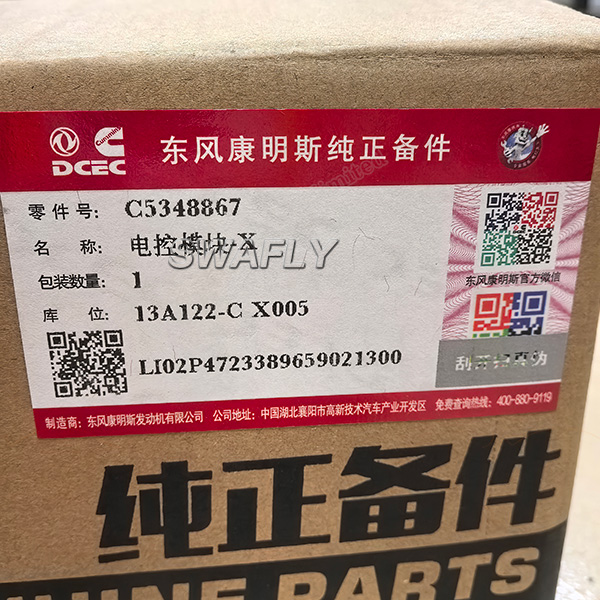 DCEC
Cummins
东风康明斯纯正备件
零件号: C5348867
名 称: 电控模块-X
SWAFLY
包装数量: 1
库 位: 13A122-C X005
LI02P4723389659021300
东风康明斯官方微信
刮开扫真伪
制造商: 东风康明斯发动机有限公司 公司地址: 中国湖北襄阳市高新技术汽车产业开发区 免费查询热线: 400-880-9119
纯正备件
GENUINE PARTS